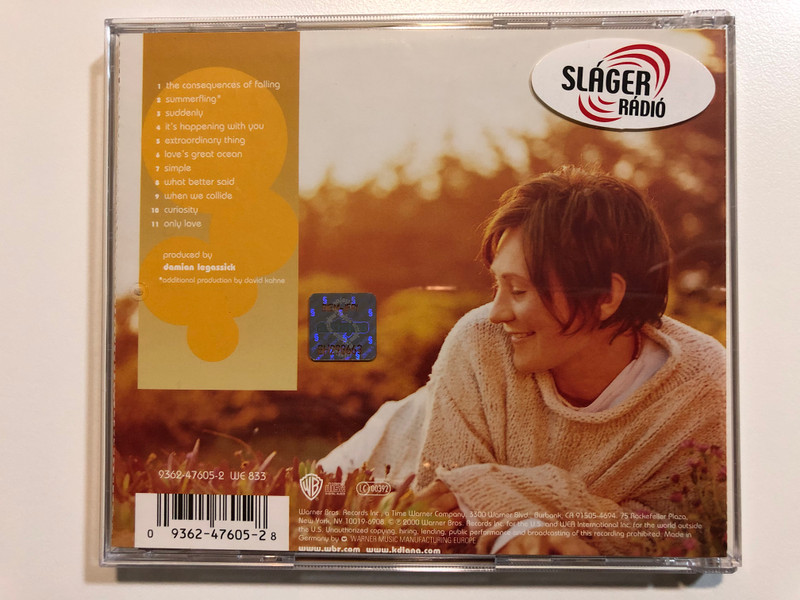 1 the consequences of falling
2 summerfling*
3 suddenly
4 it's happening with you
5 extraordinary thing
6 love's great ocean
7 simple
8 what better said
9 when we collide
10 curiosity
11 only love
produced by
damian legassick
*additional production by david kahne
SLÁGER
RÁDIÓ
9362-47605-2 WE 833
WB
LC 00392
0 9362-47605-2 8
Warner Bros. Records Inc., a Time Warner Company, 3300 Warner Blvd., Burbank, CA 91505-4694. 75 Rockefeller Plaza,
New York, NY 10019-6908. © ℗ 2000 Warner Bros. Records Inc. for the U.S. and WEA International Inc. for the world outside
the U.S. Unauthorized copying, hiring, lending, public performance and broadcasting of this recording prohibited. Made in
Germany by WARNER MUSIC MANUFACTURING EUROPE.
www.wbr.com www.kdlang.com